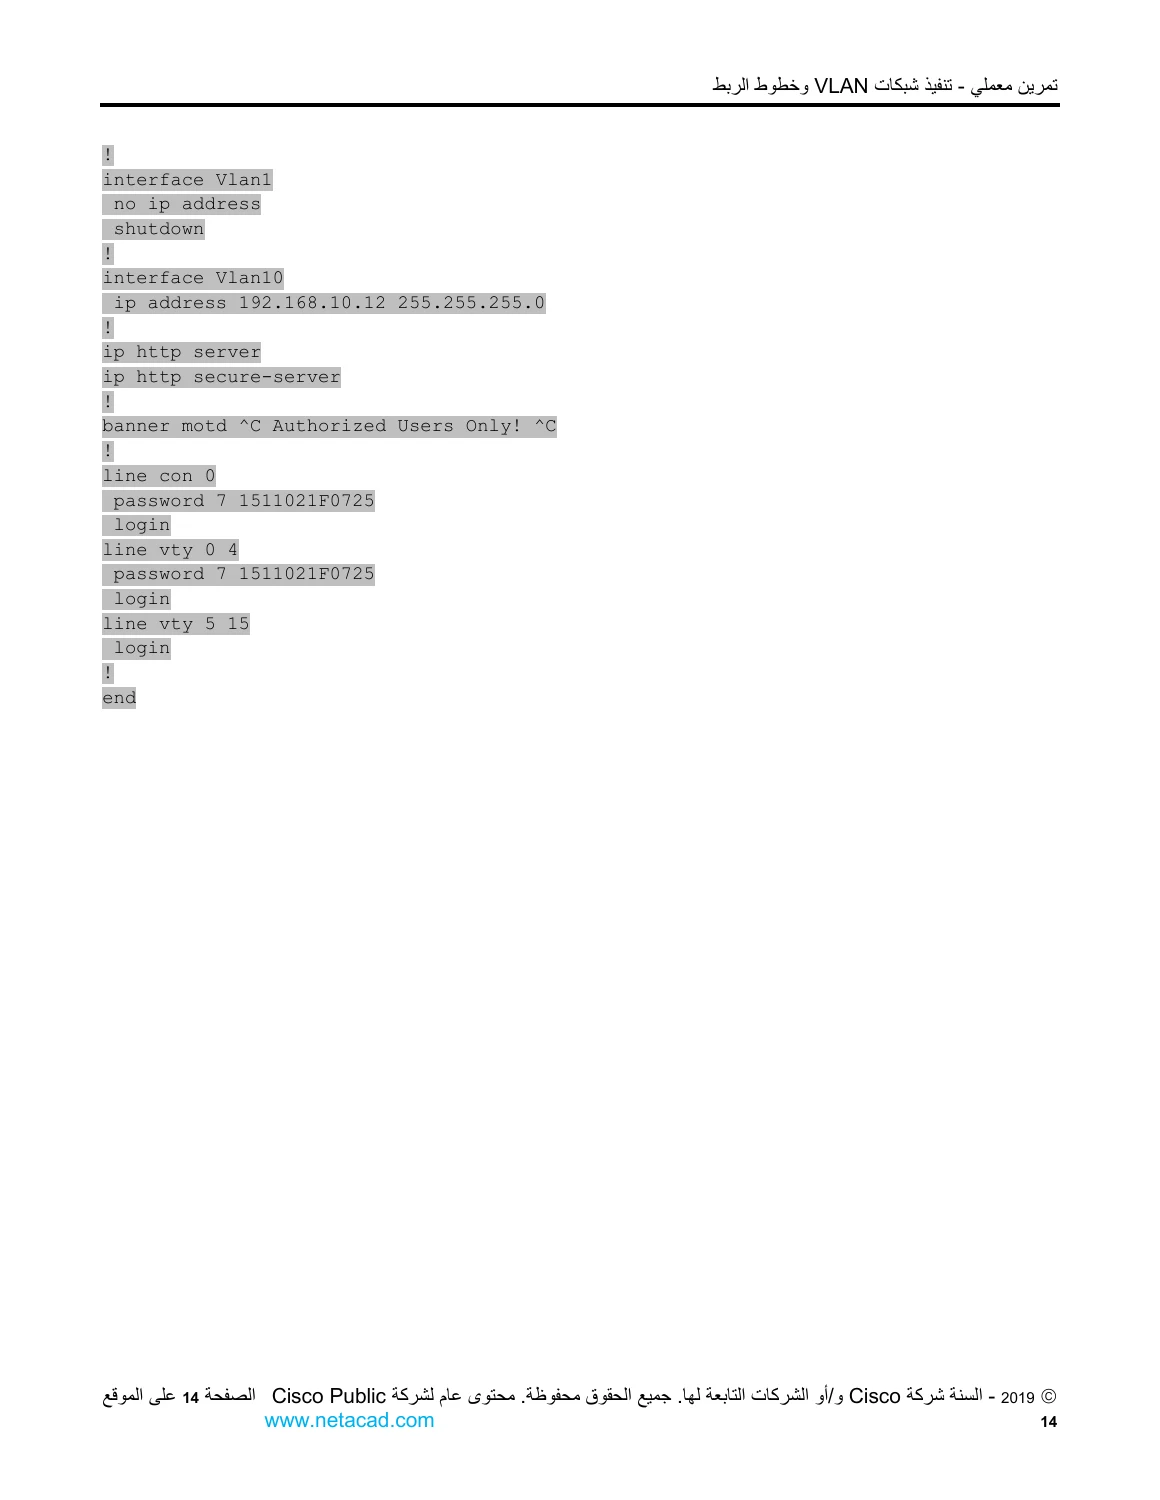 تمرين معملي - تنفيذ شبكات VLAN وخطوط الربط
!
interface Vlan1
 no ip address
 shutdown
!
interface Vlan10
 ip address 192.168.10.12 255.255.255.0
!
ip http server
ip http secure-server
!
banner motd ^C Authorized Users Only! ^C
!
line con 0
 password 7 1511021F0725
 login
line vty 0 4
 password 7 1511021F0725
 login
line vty 5 15
 login
!
end
© 2019 - السنة شركة Cisco و/أو الشركات التابعة لها. جميع الحقوق محفوظة. محتوى عام لشركة Cisco Public الصفحة 14 على الموقع
14 www.netacad.com